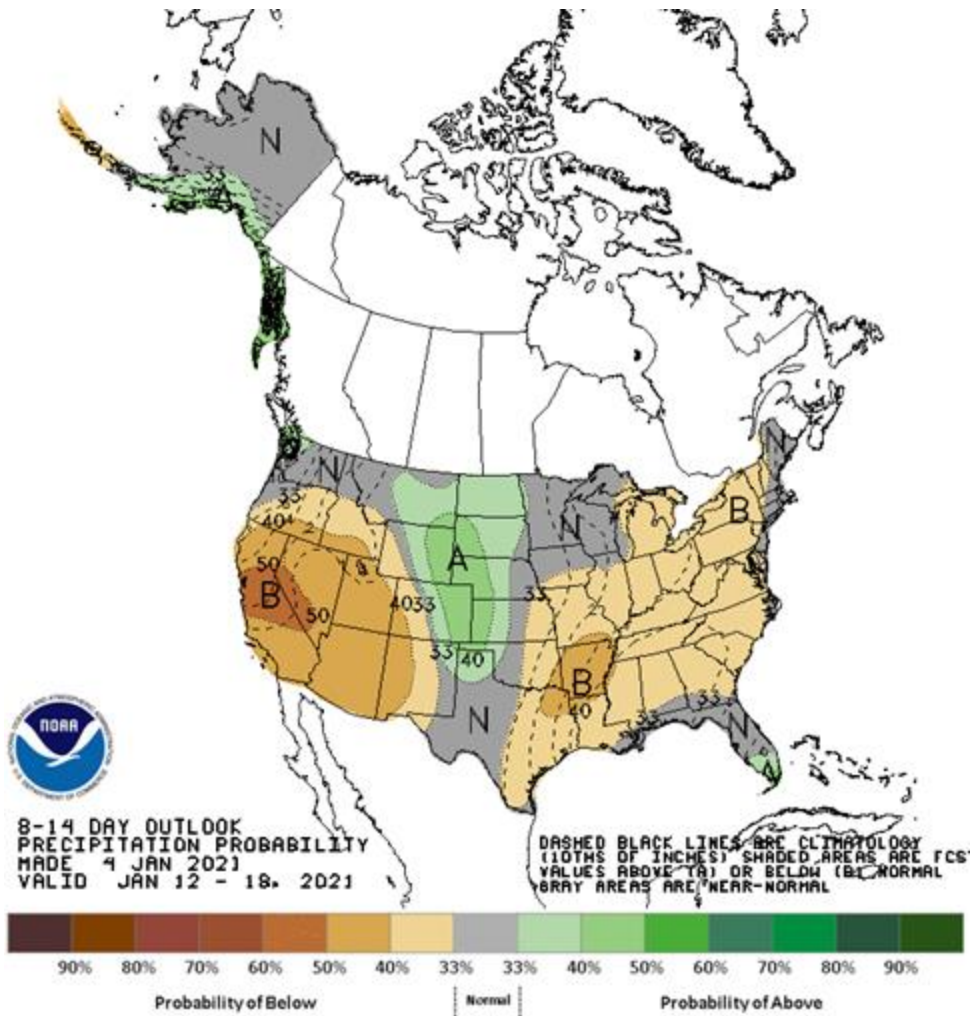 N
33
N
N
33
40
N
B
A
50
B
50
40
33
33
33
40
B
40
N
33
33
N
A
NOAA
8-14 DAY OUTLOOK
PRECIPITATION PROBABILITY
MADE 4 JAN 2021
VALID JAN 12 - 18, 2021
DASHED BLACK LINES ARE CLIMATOLOGY
(10THS OF INCHES) SHADED AREAS ARE FCST
VALUES ABOVE (A) OR BELOW (B) NORMAL
GRAY AREAS ARE NEAR-NORMAL
90% 80% 70% 60% 50% 40% 33% 33% 40% 50% 60% 70% 80% 90%
Probability of Below Normal Probability of Above